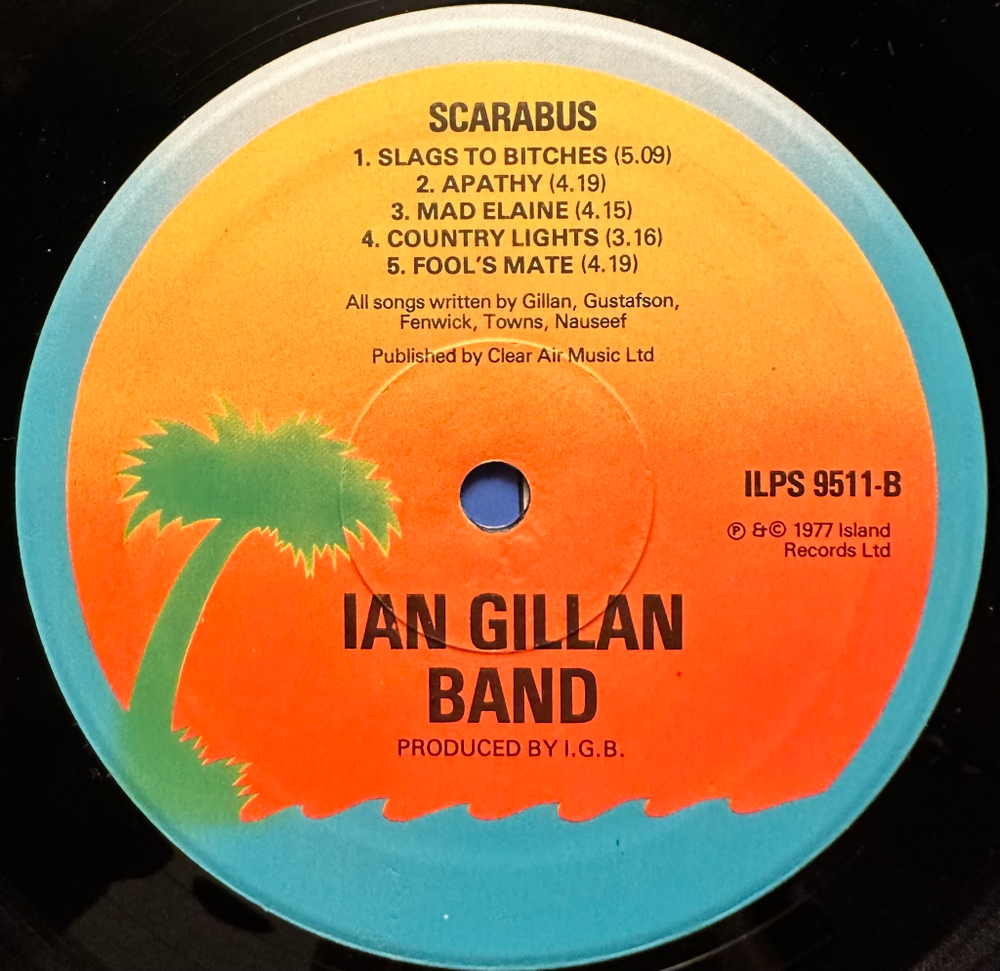 SCARABUS
1. SLAGS TO BITCHES (5.09)
2. APATHY (4.19)
3. MAD ELAINE (4.15)
4. COUNTRY LIGHTS (3.16)
5. FOOL'S MATE (4.19)
All songs written by Gillan, Gustafson,
Fenwick, Towns, Nauseef
Published by Clear Air Music Ltd
ILPS 9511-B
℗ &© 1977 Island
Records Ltd
IAN GILLAN
BAND
PRODUCED BY I.G.B.